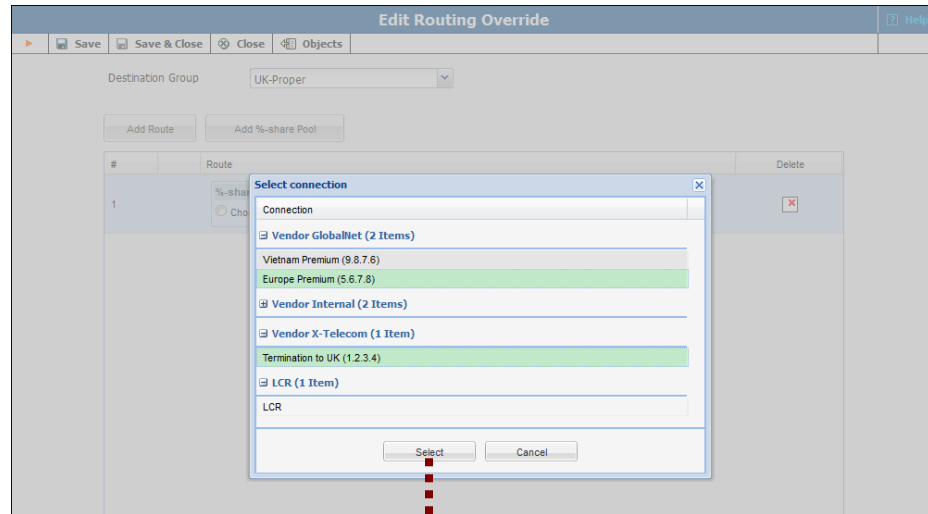 Edit Routing Override
Help
Save Save & Close Close Objects
Destination Group UK-Proper
Add Route Add %-share Pool
# Route Delete
1
%-shar
Cho
Select connection
Connection
Vendor GlobalNet (2 Items)
Vietnam Premium (9.8.7.6)
Europe Premium (5.6.7.8)
Vendor Internal (2 Items)
Vendor X-Telecom (1 Item)
Termination to UK (1.2.3.4)
LCR (1 Item)
LCR
Select Cancel